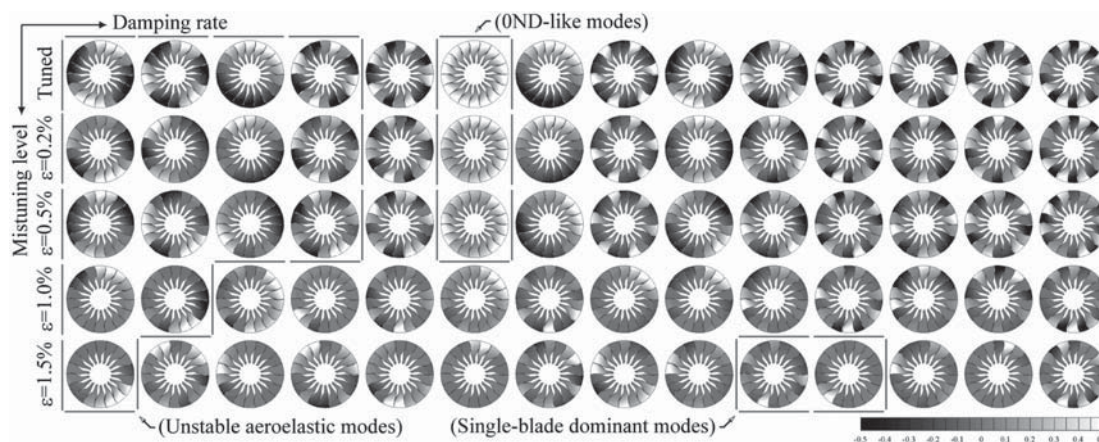 Damping rate
(0ND-like modes)
Mistuning level
Tuned
ε=0.2%
ε=0.5%
ε=1.0%
ε=1.5%
(Unstable aeroelastic modes)
(Single-blade dominant modes)
-0.5 -0.4 -0.3 -0.2 -0.1 0 0.1 0.2 0.3 0.4